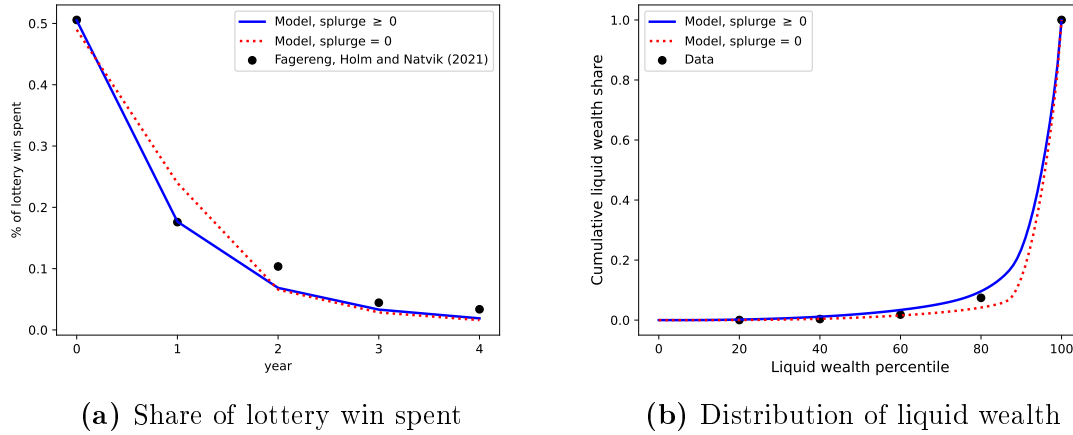 Model, splurge ≥ 0
Model, splurge = 0
Fagereng, Holm and Natvik (2021)
% of lottery win spent
0.5
0.4
0.3
0.2
0.1
0.0
0 1 2 3 4
year
(a) Share of lottery win spent
Model, splurge ≥ 0
Model, splurge = 0
Data
Cumulative liquid wealth share
1.0
0.8
0.6
0.4
0.2
0.0
0 20 40 60 80 100
Liquid wealth percentile
(b) Distribution of liquid wealth